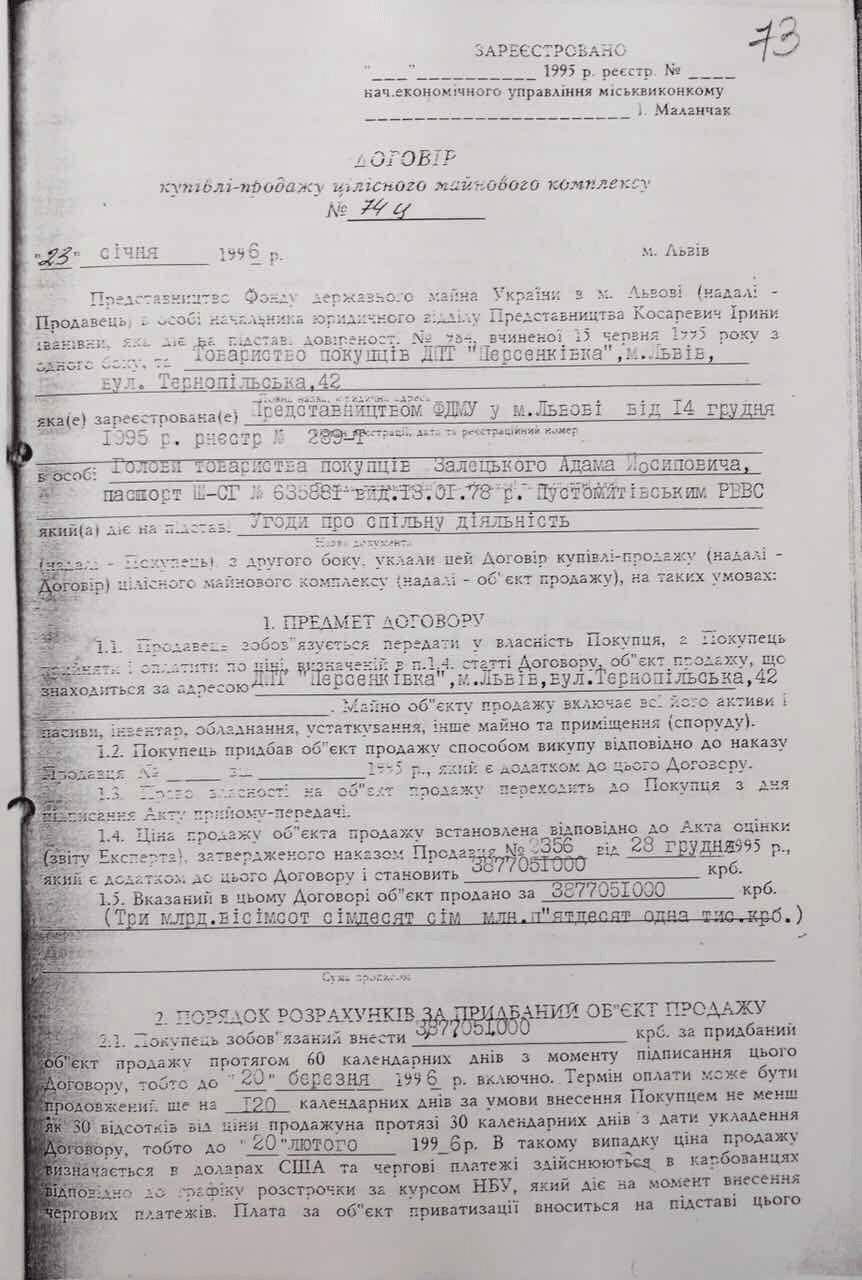 73
ЗАРЕЄСТРОВАНО
"___"___________ 1995 р. реєстр. № ____
нач.економічного управління міськвиконкому
________________________ І. Маланчак
ДОГОВІР
купівлі-продажу цілісного майнового комплексу
№ 74 ц
"23" січня 1996 р. м. Львів
Представництво Фонду державного майна України в м. Львові (надалі -
Продавець) в особі начальника юридичного відділу Представництва Косаревич Ірини
Іванівни, яка діє на підставі довіреност. № 984, вчиненої 15 червня 1995 року з
одного боку, та Товариство покупців ДПТ "Персенківка",м.Львів,
вул. Тернопільська,42
повна назва, юридична адреса
яка(е) зареєстрована(е) Представництвом ФДМУ у м.Львові від І4 грудня
І995 р. рнєстр № 289-Т реєстрації, дата та реєстраційний номер
в особі Голови товариства покупців Залецького Адама Йосиповича,
паспорт Ш-СГ № 635881 вид.І3.0І.78 р. Пустомитівським РВВС
який(а) діє на підстав. Угоди про спільну діяльність
Назва документа
(надалі - Покупець) з другого боку, уклали цей Договір купівлі-продажу (надалі -
Договір) цілісного майнового комплексу (надалі - об'єкт продажу), на таких умовах:
1. ПРЕДМЕТ ДОГОВОРУ
1.1. Продавець зобов"язується передати у власність Покупця, а Покупець
прийняти і оплатити по ціні, визначеній в п.1.4. статті Договору, об"єкт продажу, що
знаходиться за адресою ДПТ "Персенківка",м.Львів,вул.Тернопільська,42
. Майно об"єкту продажу включає всі його активи і
пасиви, інвентар, обладнання, устаткування, інше майно та приміщення (споруду).
1.2. Покупець придбав об"єкт продажу способом викупу відповідно до наказу
Продавця № _____ від _________ 1995 р., який є додатком до цього Договору.
1.3. Право власності на об"єкт продажу переходить до Покупця з дня
підписання Акту прийому-передачі.
1.4. Ціна продажу об"єкта продажу встановлена відповідно до Акта оцінки
(звіту Експерта), затвердженого наказом Продавця № 2356 від 28 грудня 1995 р.,
який є додатком до цього Договору і становить 387705І000 крб.
1.5. Вказаний в цьому Договорі об"єкт продано за 387705І000 крб.
(Три млрд.вісімсот сімдесят сім млн.п"ятдесят одна тис.крб.)
Сума прописом
2. ПОРЯДОК РОЗРАХУНКІВ ЗА ПРИДБАНИЙ ОБ"ЄКТ ПРОДАЖУ
2.1. Покупець зобов"язаний внести 387705І000 крб. за придбаний
об"єкт продажу протягом 60 календарних днів з моменту підписання цього
Договору, тобто до "20" березня 1996 р. включно. Термін оплати може бути
продовжений ще на І20 календарних днів за умови внесення Покупцем не менш
як 30 відсотків від ціни продажуна протязі 30 календарних днів з дати укладення
Договору, тобто до "20"лютого 1996р. В такому випадку ціна продажу
визначається в доларах США та чергові платежі здійснюються в карбованцях
відповідно до графіку розстрочки за курсом НБУ, який діє на момент внесення
чергових платежів. Плата за об"єкт приватизації вноситься на підставі цього